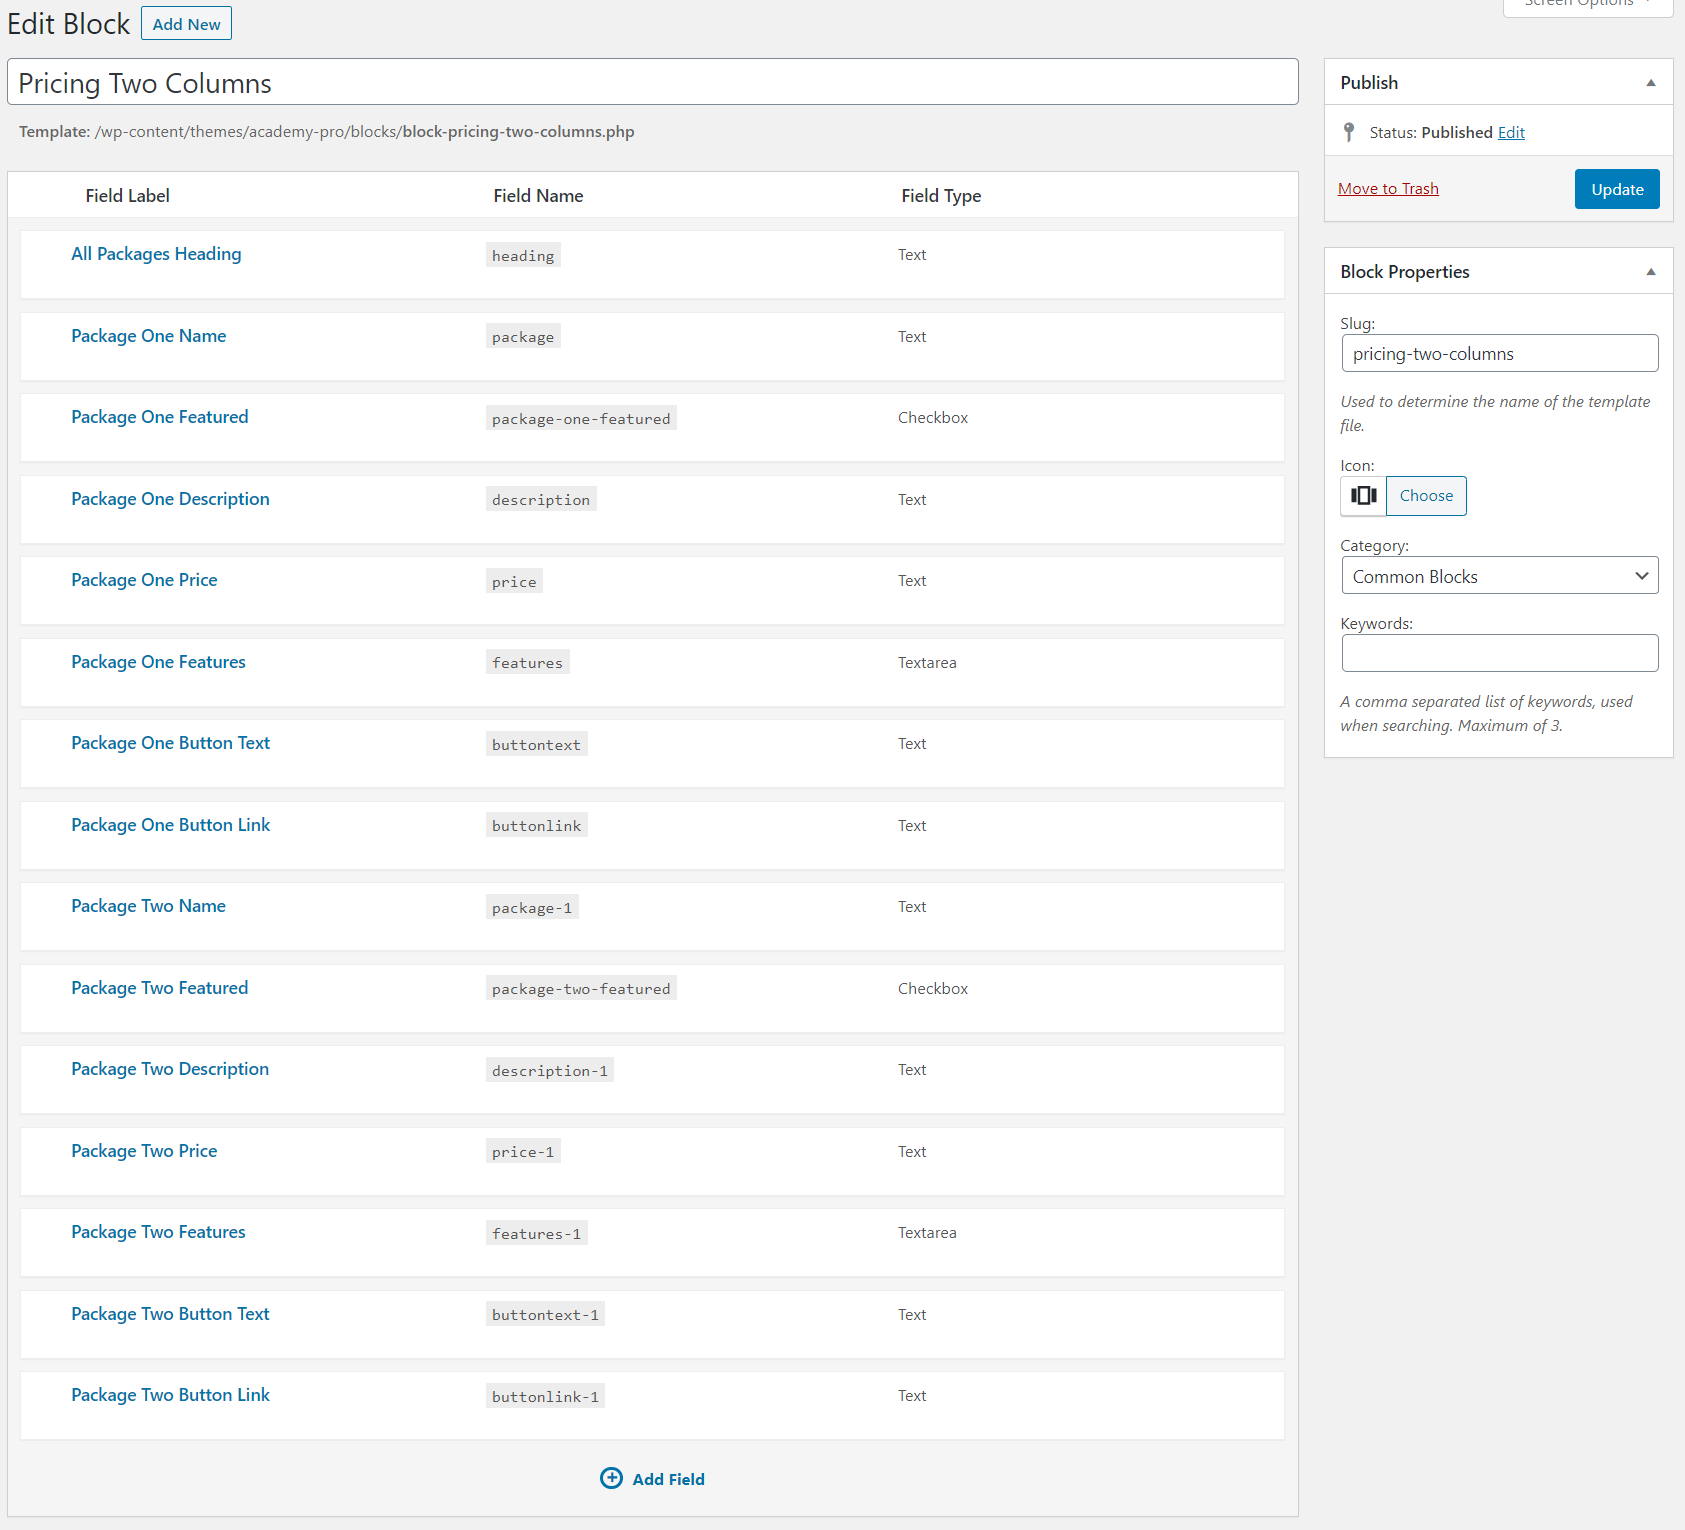 Edit Block
Add New
Screen Options
Pricing Two Columns
Template: /wp-content/themes/academy-pro/blocks/block-pricing-two-columns.php
Field Label Field Name Field Type
All Packages Heading heading Text
Package One Name package Text
Package One Featured package-one-featured Checkbox
Package One Description description Text
Package One Price price Text
Package One Features features Textarea
Package One Button Text buttontext Text
Package One Button Link buttonlink Text
Package Two Name package-1 Text
Package Two Featured package-two-featured Checkbox
Package Two Description description-1 Text
Package Two Price price-1 Text
Package Two Features features-1 Textarea
Package Two Button Text buttontext-1 Text
Package Two Button Link buttonlink-1 Text
Add Field
Publish
Status: Published Edit
Move to Trash
Update
Block Properties
Slug:
pricing-two-columns
Used to determine the name of the template
file.
Icon:
Choose
Category:
Common Blocks
Keywords:
A comma separated list of keywords, used
when searching. Maximum of 3.